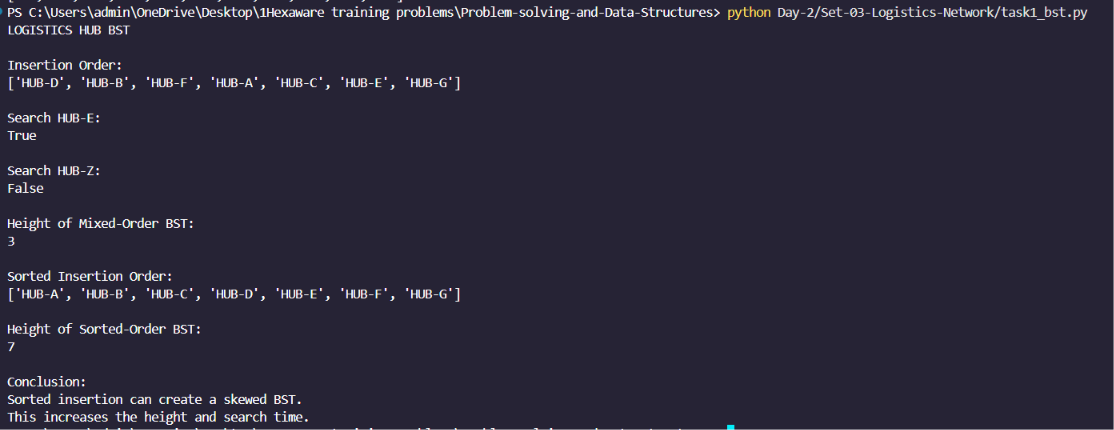 PS C:\Users\admin\OneDrive\Desktop\1Hexaware training problems\Problem-solving-and-Data-Structures> python Day-2/Set-03-Logistics-Network/task1_bst.py
LOGISTICS HUB BST
Insertion Order:
['HUB-D', 'HUB-B', 'HUB-F', 'HUB-A', 'HUB-C', 'HUB-E', 'HUB-G']
Search HUB-E:
True
Search HUB-Z:
False
Height of Mixed-Order BST:
3
Sorted Insertion Order:
['HUB-A', 'HUB-B', 'HUB-C', 'HUB-D', 'HUB-E', 'HUB-F', 'HUB-G']
Height of Sorted-Order BST:
7
Conclusion:
Sorted insertion can create a skewed BST.
This increases the height and search time.